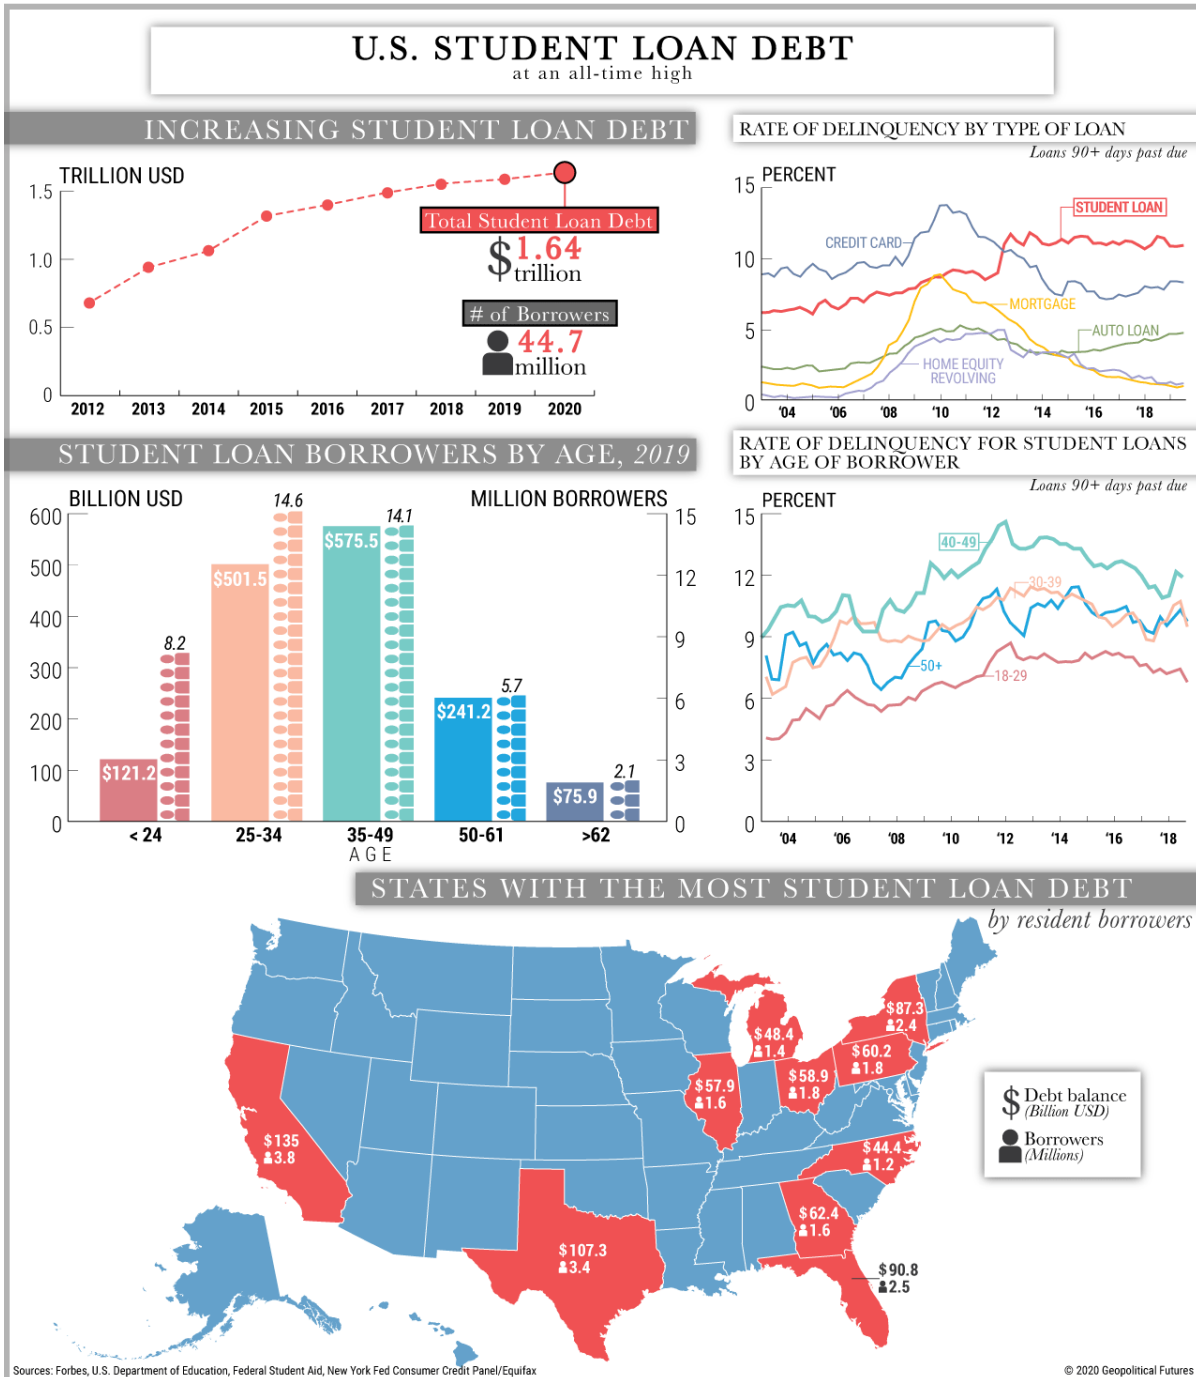 U.S. STUDENT LOAN DEBT
at an all-time high
INCREASING STUDENT LOAN DEBT
TRILLION USD
1.5
1.0
0.5
0
2012 2013 2014 2015 2016 2017 2018 2019 2020
Total Student Loan Debt
$1.64
trillion
# of Borrowers
44.7
million
RATE OF DELINQUENCY BY TYPE OF LOAN
Loans 90+ days past due
PERCENT
15
10
5
0
STUDENT LOAN
CREDIT CARD
MORTGAGE
AUTO LOAN
HOME EQUITY
REVOLVING
'04 '06 '08 '10 '12 '14 '16 '18
STUDENT LOAN BORROWERS BY AGE, 2019
BILLION USD
MILLION BORROWERS
600
500
400
300
200
100
0
15
12
9
6
3
0
$121.2
8.2
$501.5
14.6
$575.5
14.1
$241.2
5.7
$75.9
2.1
< 24 25-34 35-49 50-61 >62
AGE
RATE OF DELINQUENCY FOR STUDENT LOANS
BY AGE OF BORROWER
Loans 90+ days past due
PERCENT
15
12
9
6
3
0
40-49
30-39
50+
18-29
'04 '06 '08 '10 '12 '14 '16 '18
STATES WITH THE MOST STUDENT LOAN DEBT
by resident borrowers
$87.3
2.4
$48.4
1.4
$60.2
1.8
$58.9
1.8
$57.9
1.6
$135
3.8
$44.4
1.2
$62.4
1.6
$107.3
3.4
$90.8
2.5
$ Debt balance
(Billion USD)
Borrowers
(Millions)
Sources: Forbes, U.S. Department of Education, Federal Student Aid, New York Fed Consumer Credit Panel/Equifax
© 2020 Geopolitical Futures